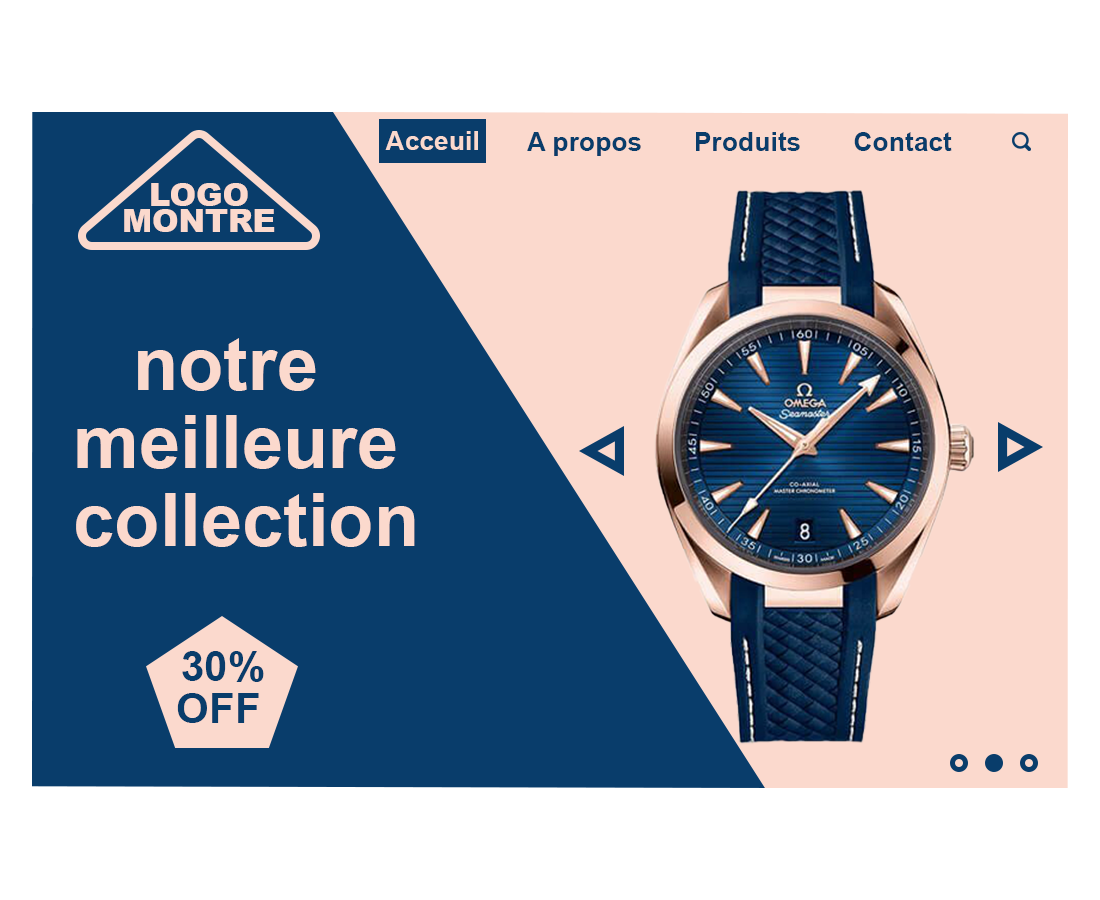 LOGO
MONTRE
Acceuil
A propos
Produits
Contact
notre
meilleure
collection
30%
OFF
60
05
10
15
20
25
30
35
40
45
50
55
Ω
OMEGA
Seamaster
CO-AXIAL
MASTER CHRONOMETER
8